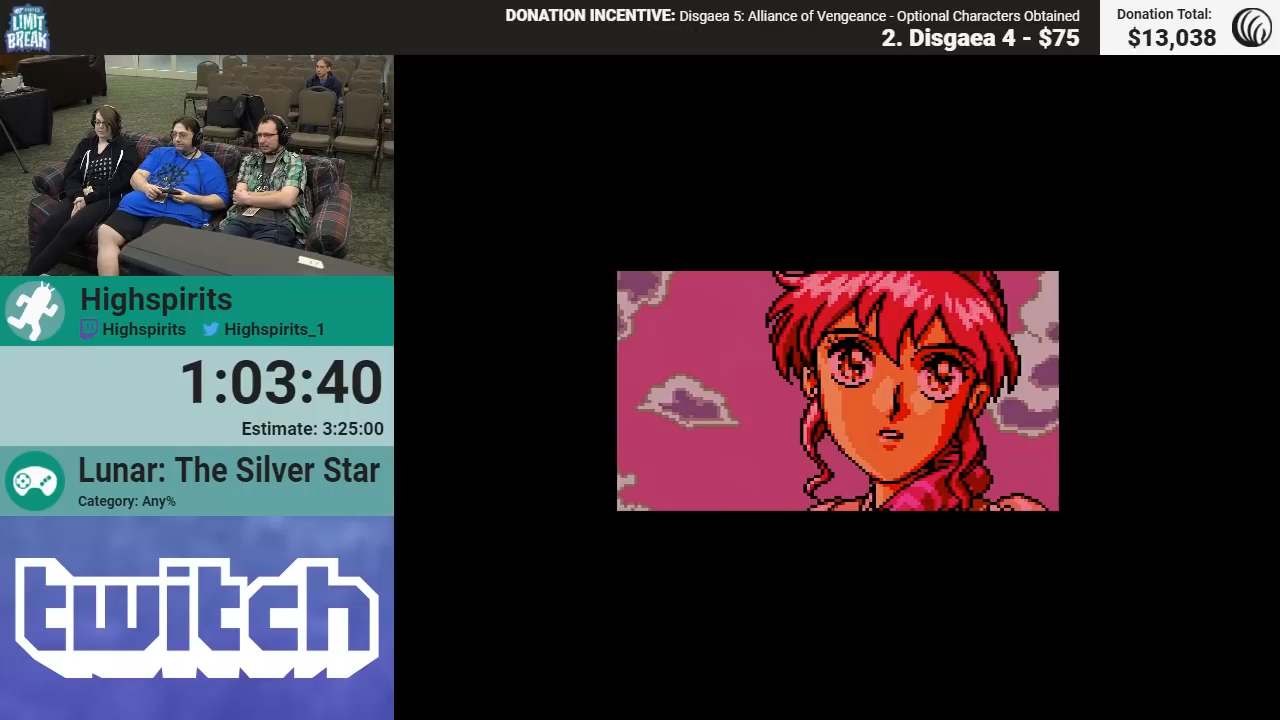 RPG
LIMIT
BREAK
DONATION INCENTIVE: Disgaea 5: Alliance of Vengeance - Optional Characters Obtained
2. Disgaea 4 - $75
Donation Total:
$13,038
Highspirits
Highspirits Highspirits_1
1:03:40
Estimate: 3:25:00
Lunar: The Silver Star
Category: Any%
twitch